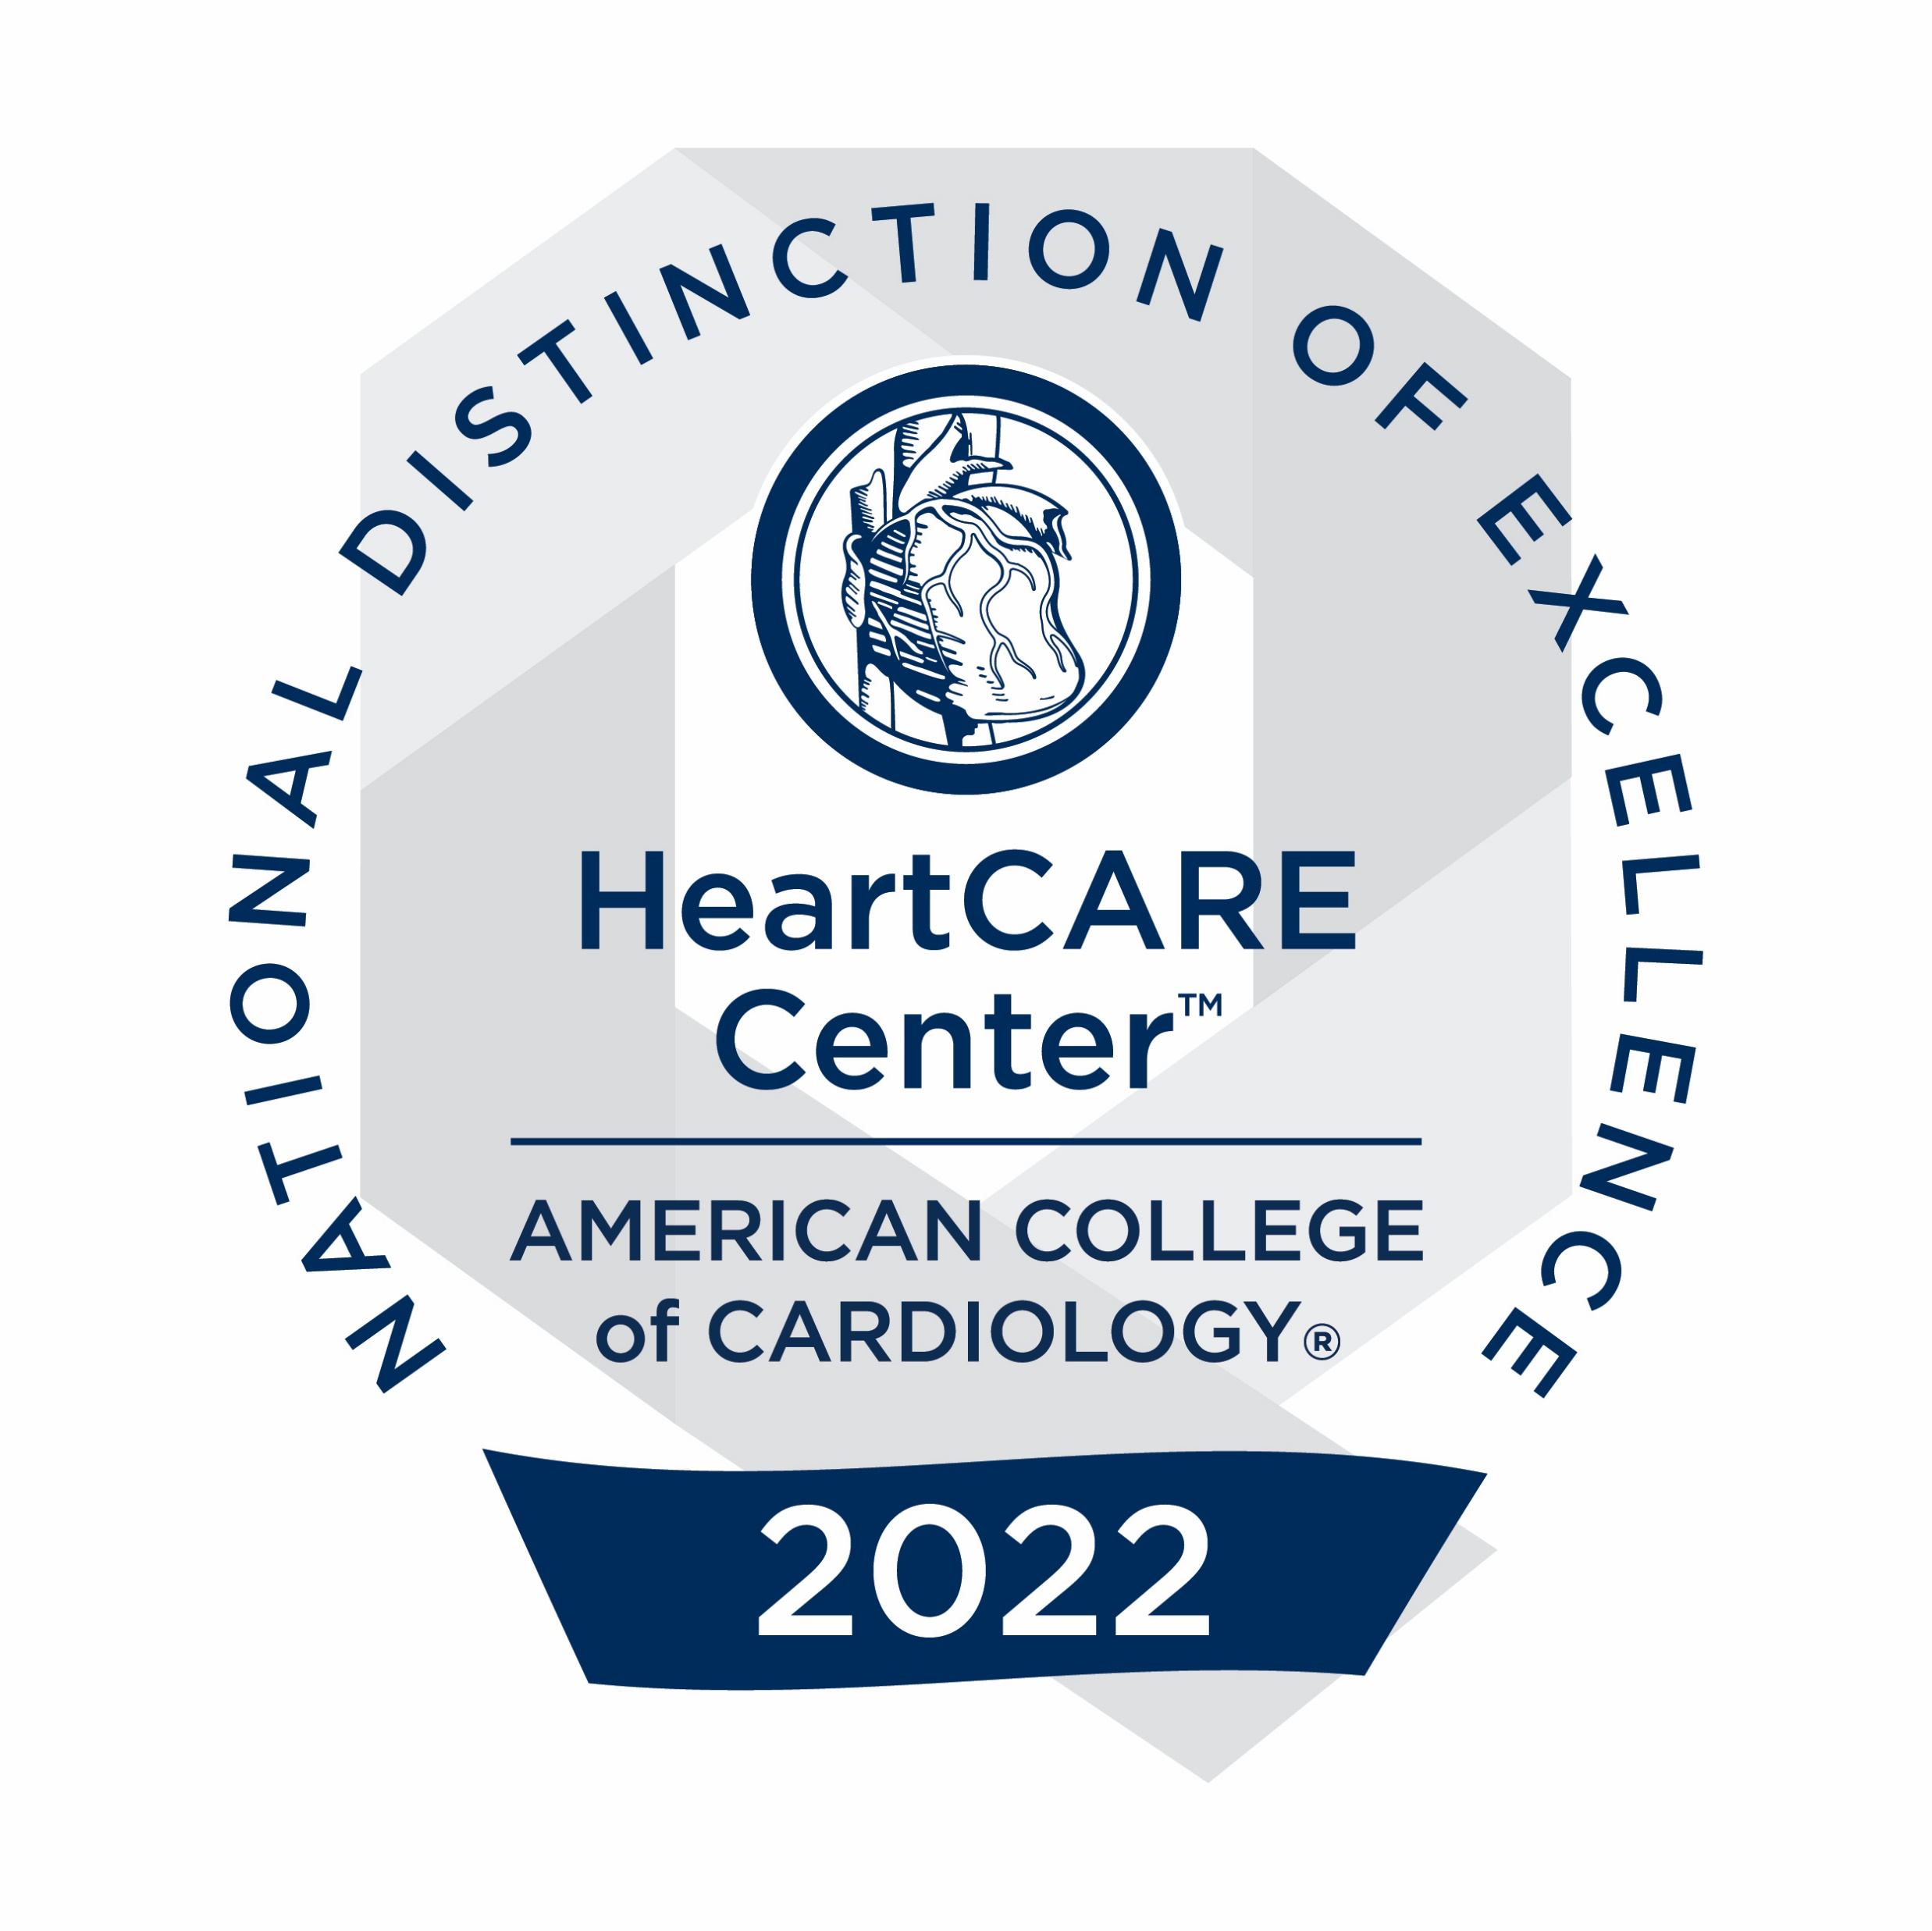 NATIONAL DISTINCTION OF EXCELLENCE
HeartCARE
Center™
AMERICAN COLLEGE
of CARDIOLOGY®
2022